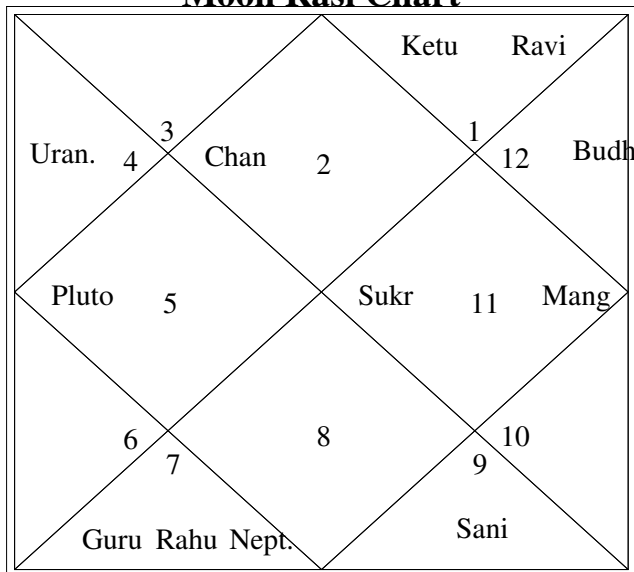 Moon Rasi Chart
Ketu Ravi
3 1
Uran. 4 Chan 2 12 Budh
Pluto 5 Sukr 11 Mang
6 8 10
7 9
Guru Rahu Nept. Sani